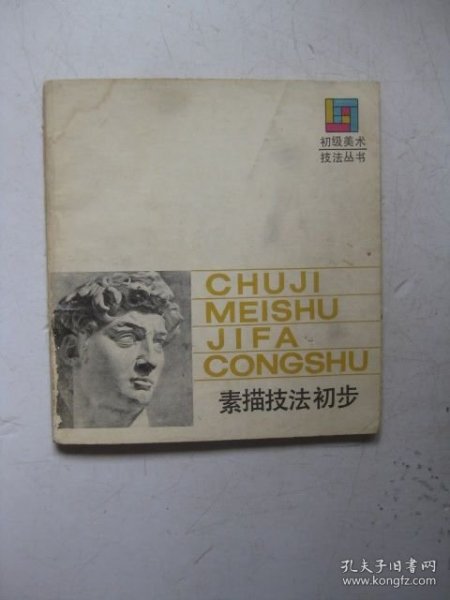 初级美术
技法丛书
CHUJI
MEISHU
JIFA
CONGSHU
素描技法初步
孔夫子旧书网
www.kongfz.com